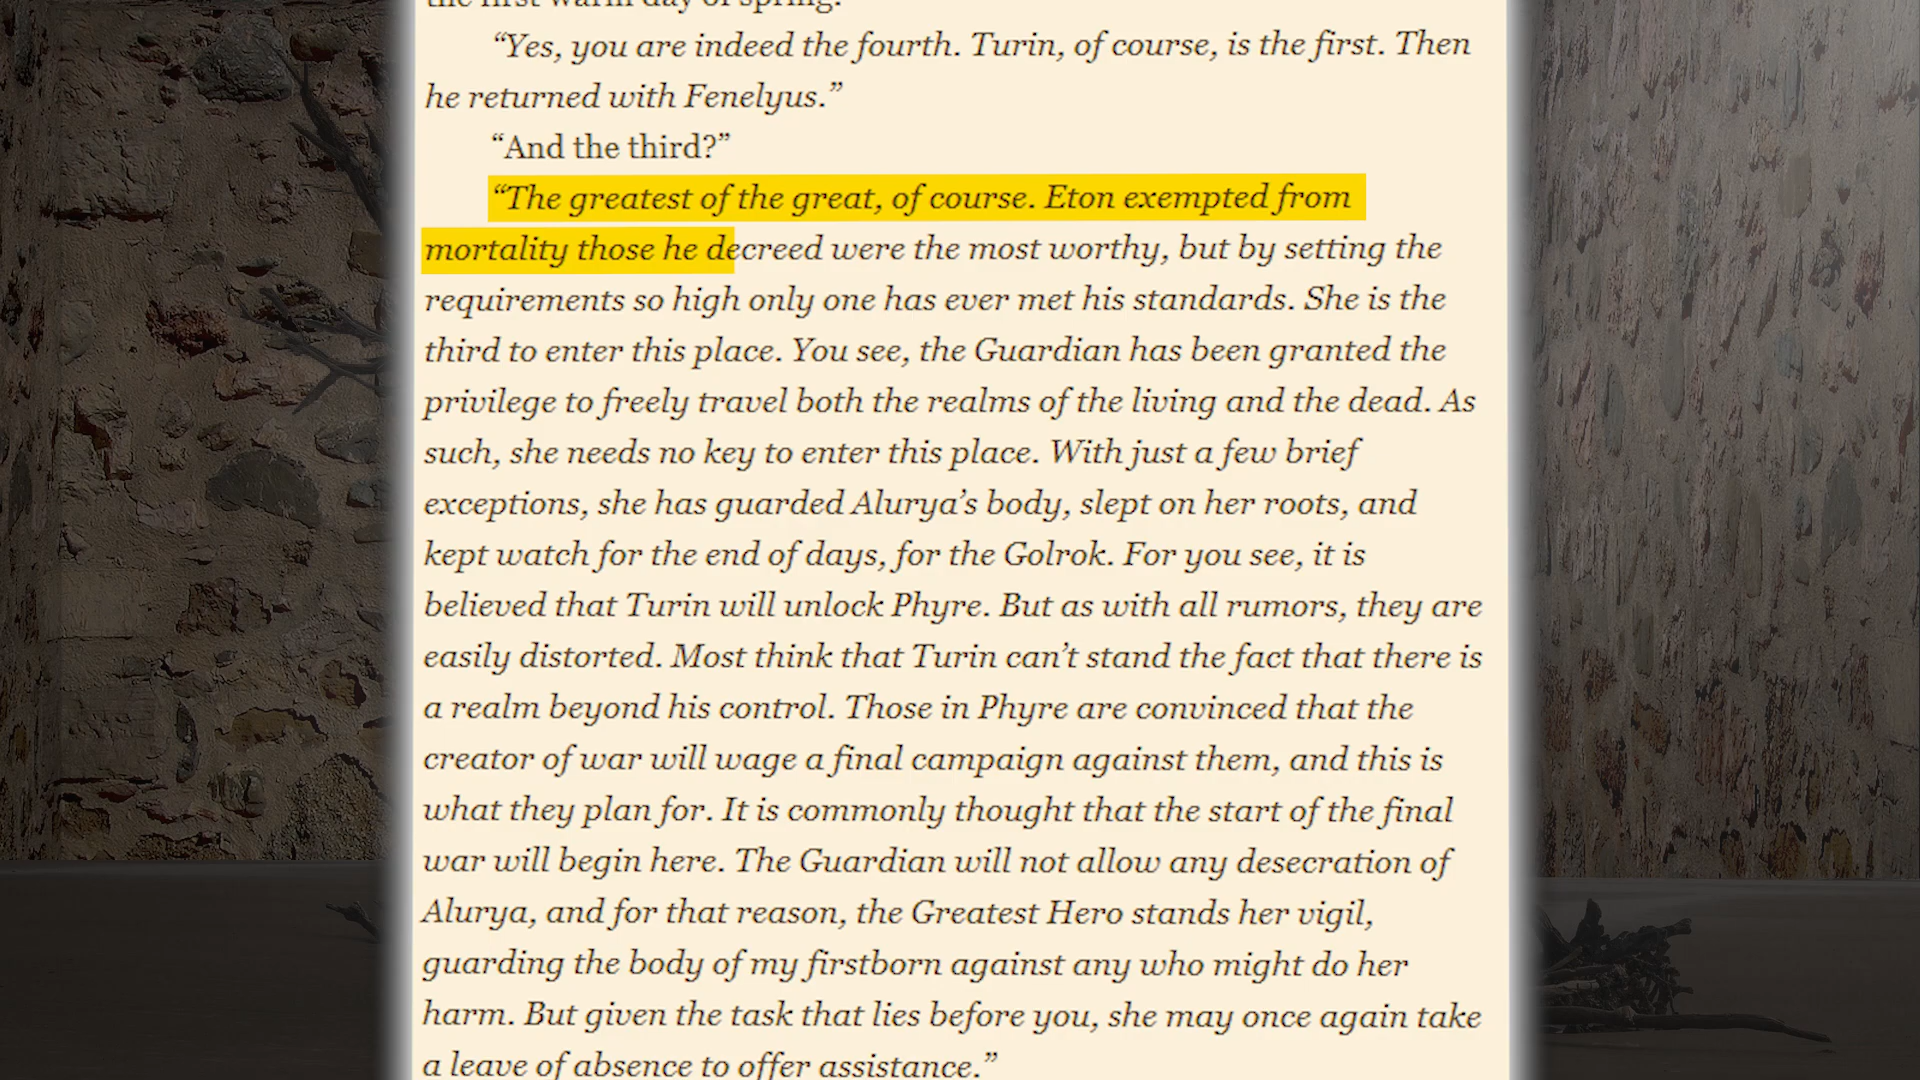 the first warm day of spring.
“Yes, you are indeed the fourth. Turin, of course, is the first. Then
he returned with Fenelyus.”
“And the third?”
“The greatest of the great, of course. Eton exempted from
mortality those he decreed were the most worthy, but by setting the
requirements so high only one has ever met his standards. She is the
third to enter this place. You see, the Guardian has been granted the
privilege to freely travel both the realms of the living and the dead. As
such, she needs no key to enter this place. With just a few brief
exceptions, she has guarded Alurya’s body, slept on her roots, and
kept watch for the end of days, for the Golrok. For you see, it is
believed that Turin will unlock Phyre. But as with all rumors, they are
easily distorted. Most think that Turin can’t stand the fact that there is
a realm beyond his control. Those in Phyre are convinced that the
creator of war will wage a final campaign against them, and this is
what they plan for. It is commonly thought that the start of the final
war will begin here. The Guardian will not allow any desecration of
Alurya, and for that reason, the Greatest Hero stands her vigil,
guarding the body of my firstborn against any who might do her
harm. But given the task that lies before you, she may once again take
a leave of absence to offer assistance.”